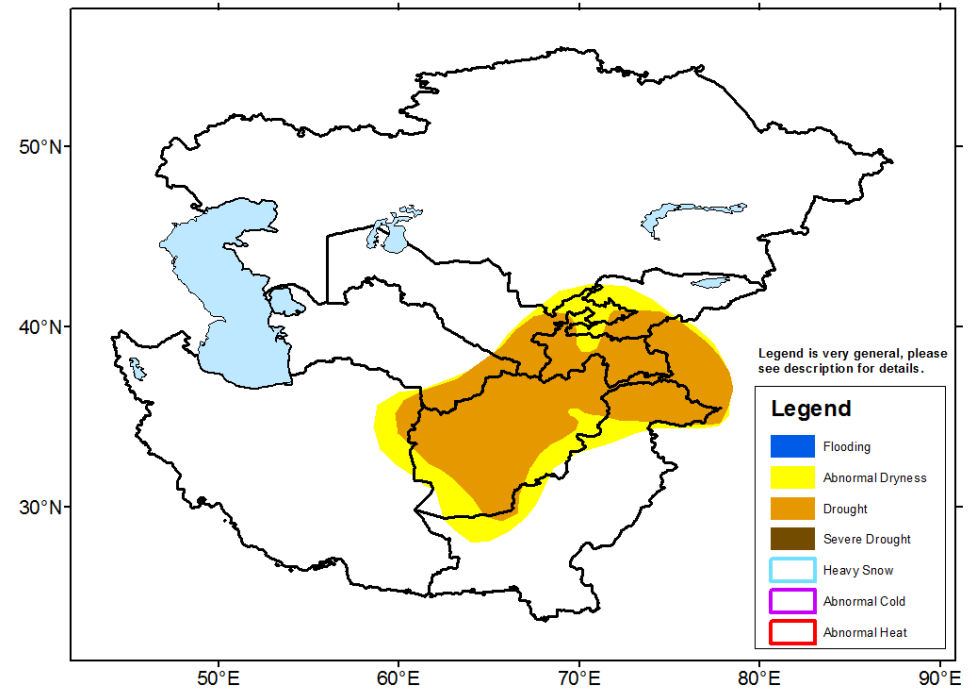 50°N
40°N
30°N
50°E
60°E
70°E
80°E
90°E
Legend is very general, please
see description for details.
Legend
Flooding
Abnormal Dryness
Drought
Severe Drought
Heavy Snow
Abnormal Cold
Abnormal Heat